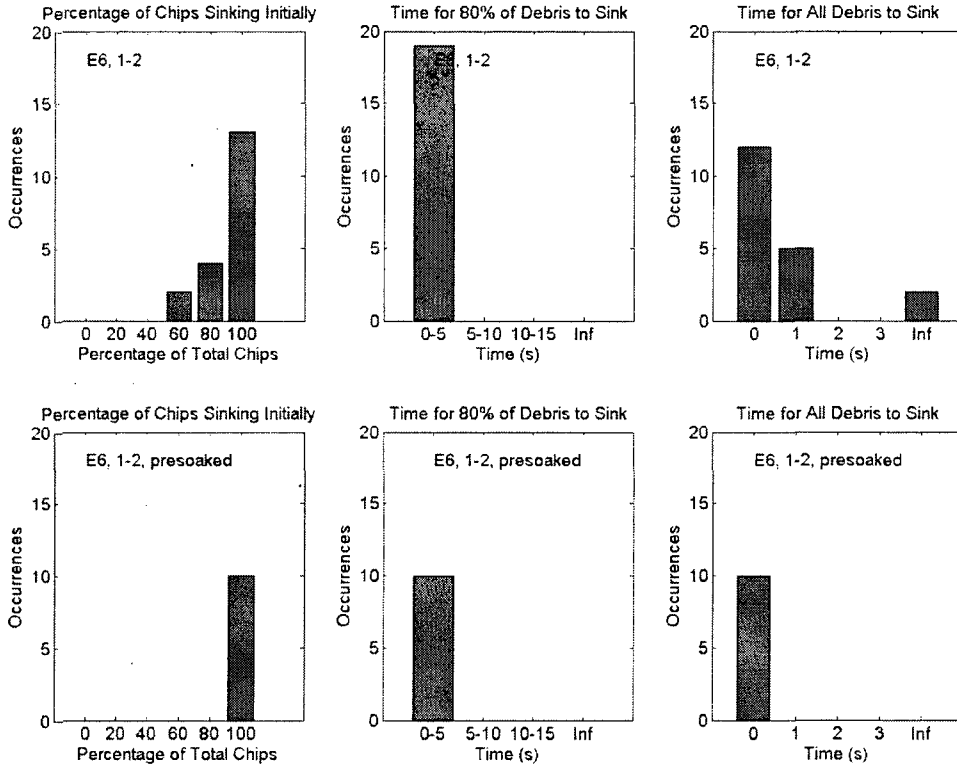 Percentage of Chips Sinking Initially
20
15
10
5
0
Occurrences
E6, 1-2
0 20 40 60 80 100
Percentage of Total Chips
Time for 80% of Debris to Sink
20
15
10
5
0
Occurrences
E6, 1-2
0-5 5-10 10-15 Inf
Time (s)
Time for All Debris to Sink
20
15
10
5
0
Occurrences
E6, 1-2
0 1 2 3 Inf
Time (s)
Percentage of Chips Sinking Initially
20
15
10
5
0
Occurrences
E6, 1-2, presoaked
0 20 40 60 80 100
Percentage of Total Chips
Time for 80% of Debris to Sink
20
15
10
5
0
Occurrences
E6, 1-2, presoaked
0-5 5-10 10-15 Inf
Time (s)
Time for All Debris to Sink
20
15
10
5
0
Occurrences
E6, 1-2, presoaked
0 1 2 3 Inf
Time (s)